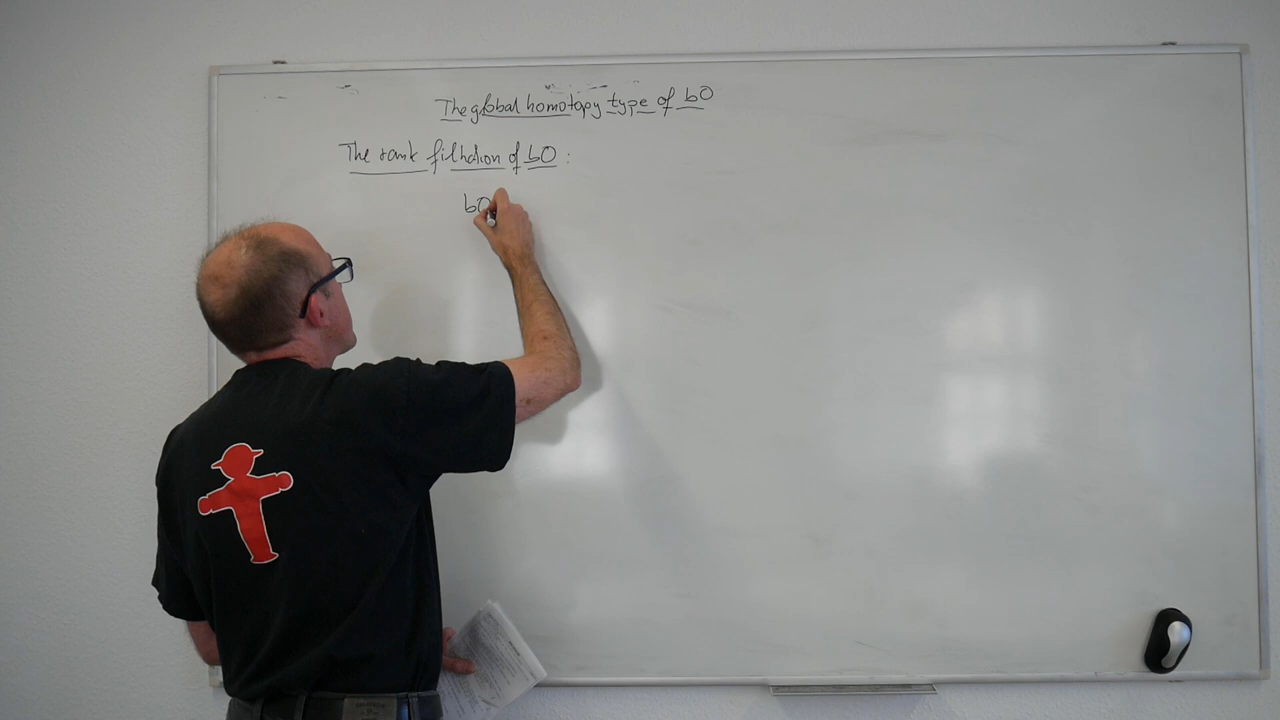 The global homotopy type of bO
The rank filtration of bO :
bO